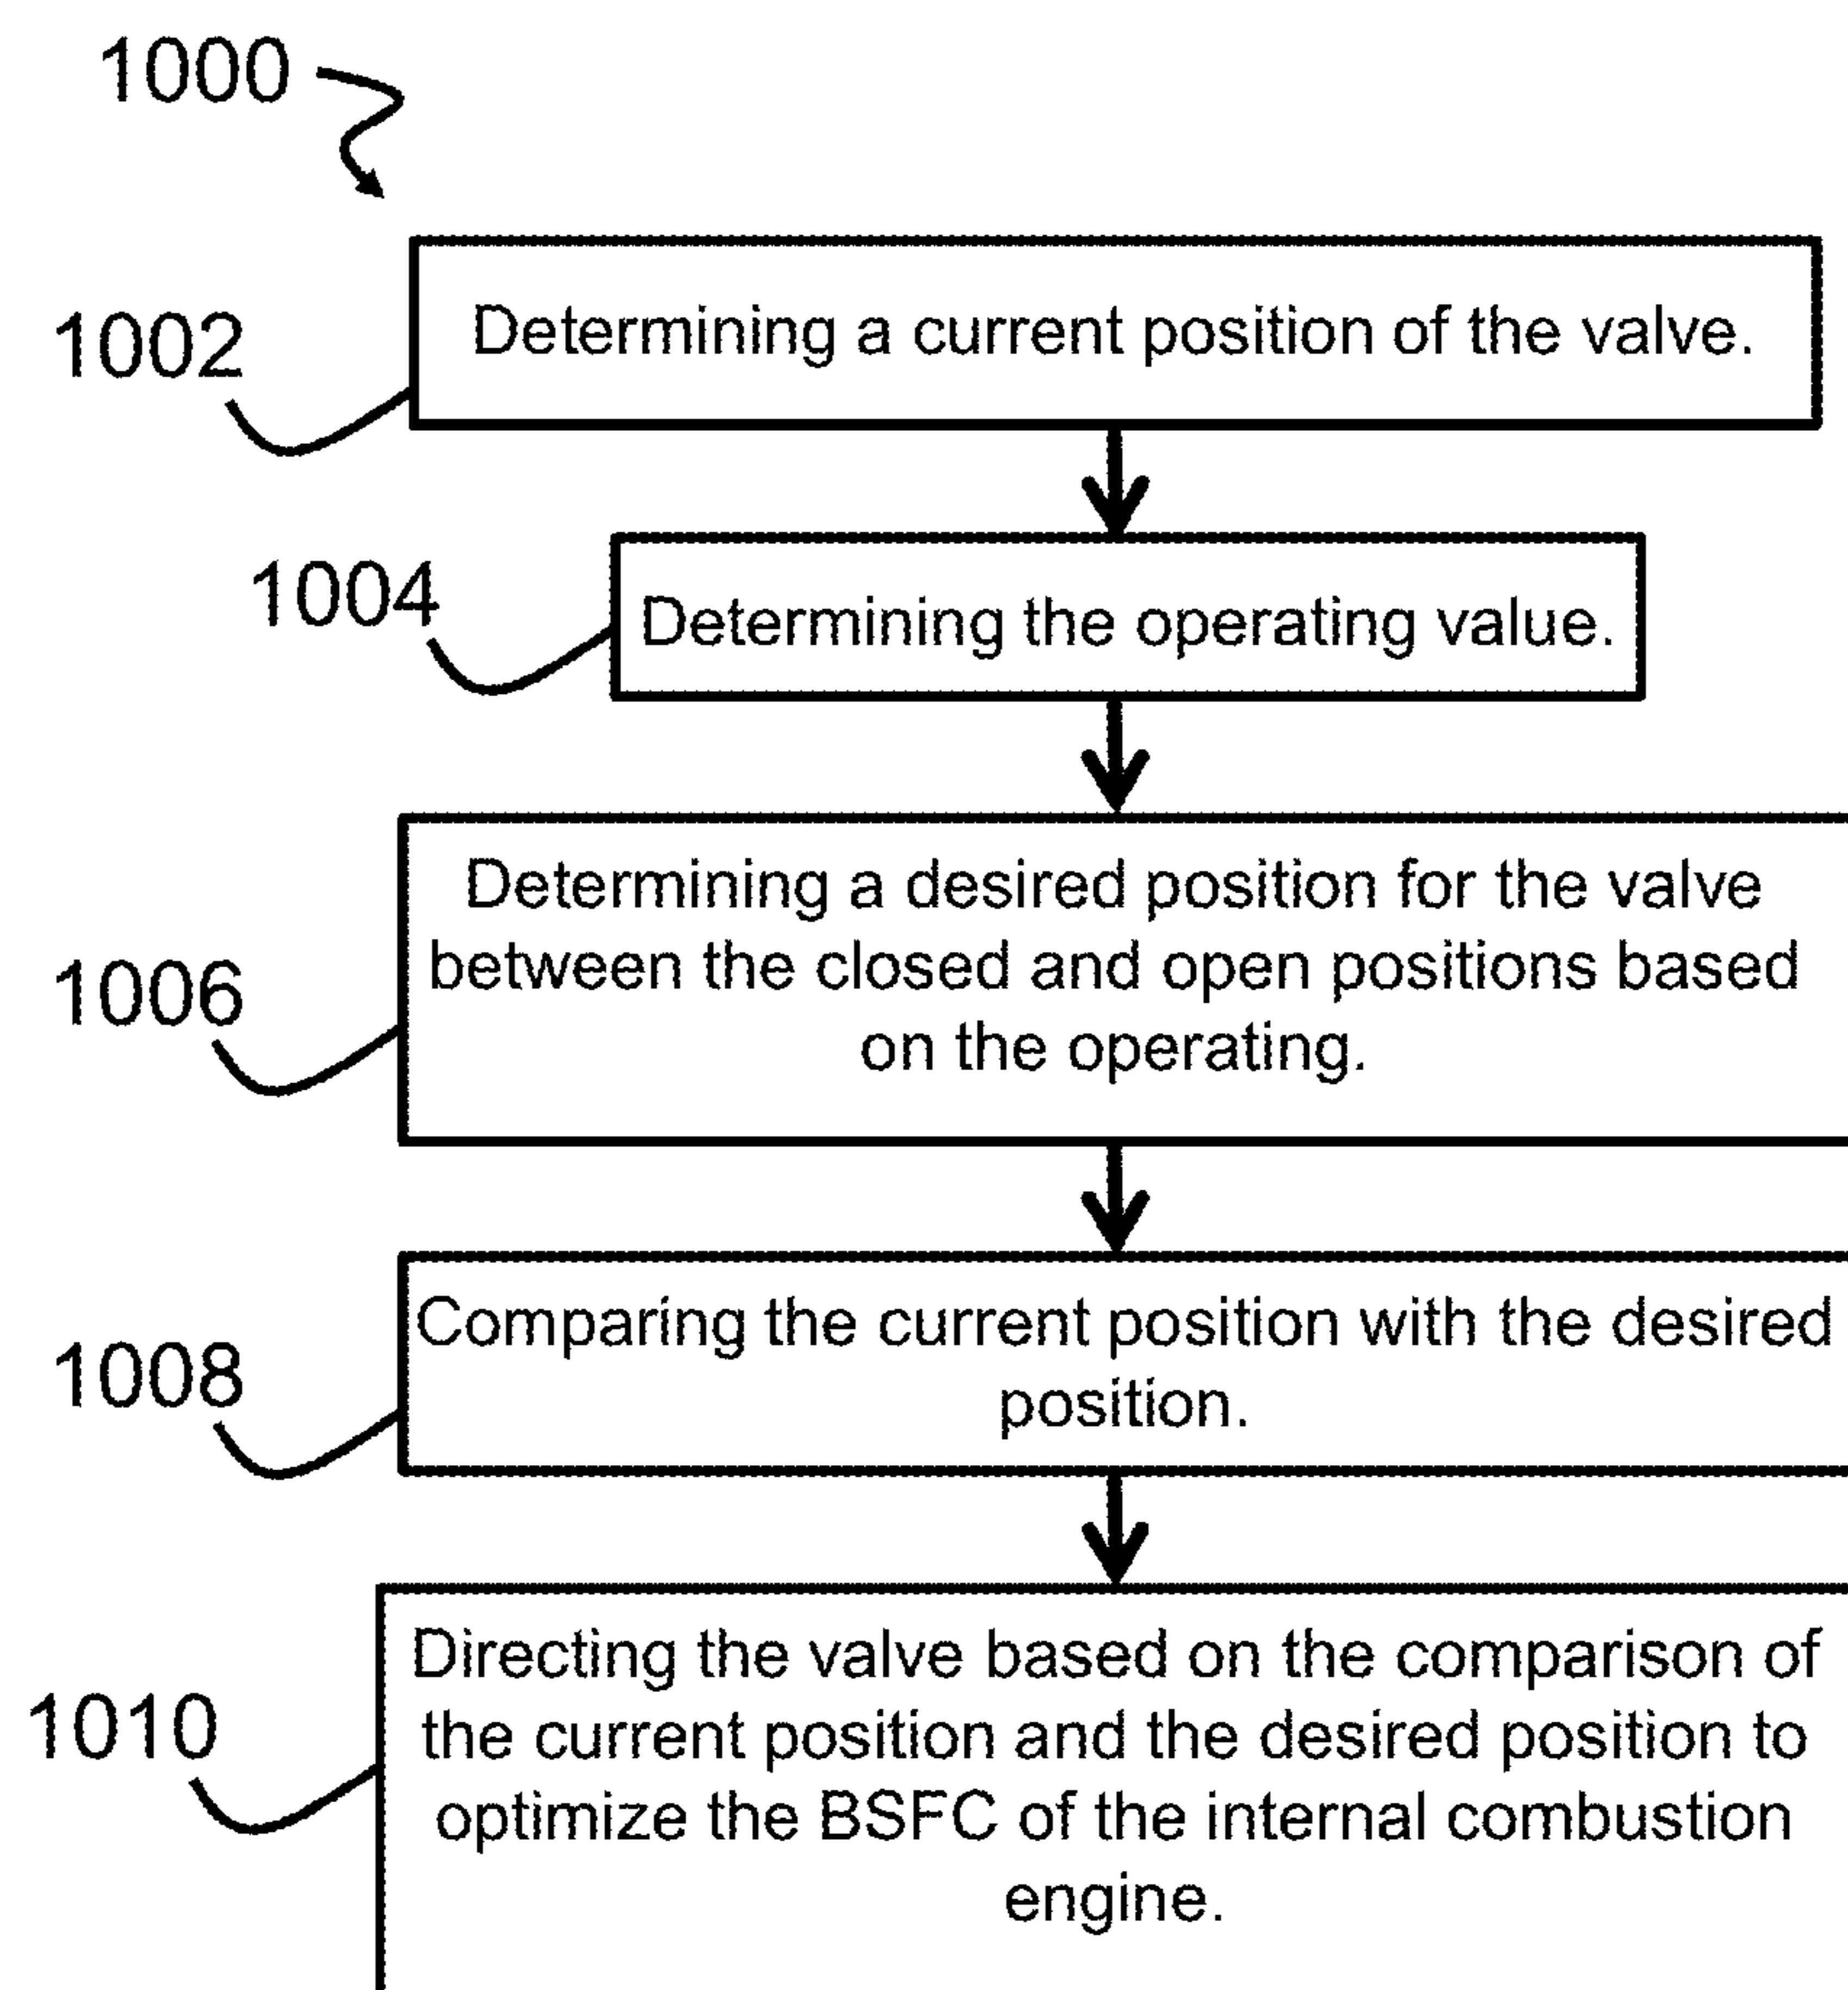 1000
1002
Determining a current position of the valve.
1004
Determining the operating value.
1006
Determining a desired position for the valve
between the closed and open positions based
on the operating.
1008
Comparing the current position with the desired
position.
1010
Directing the valve based on the comparison of
the current position and the desired position to
optimize the BSFC of the internal combustion
engine.